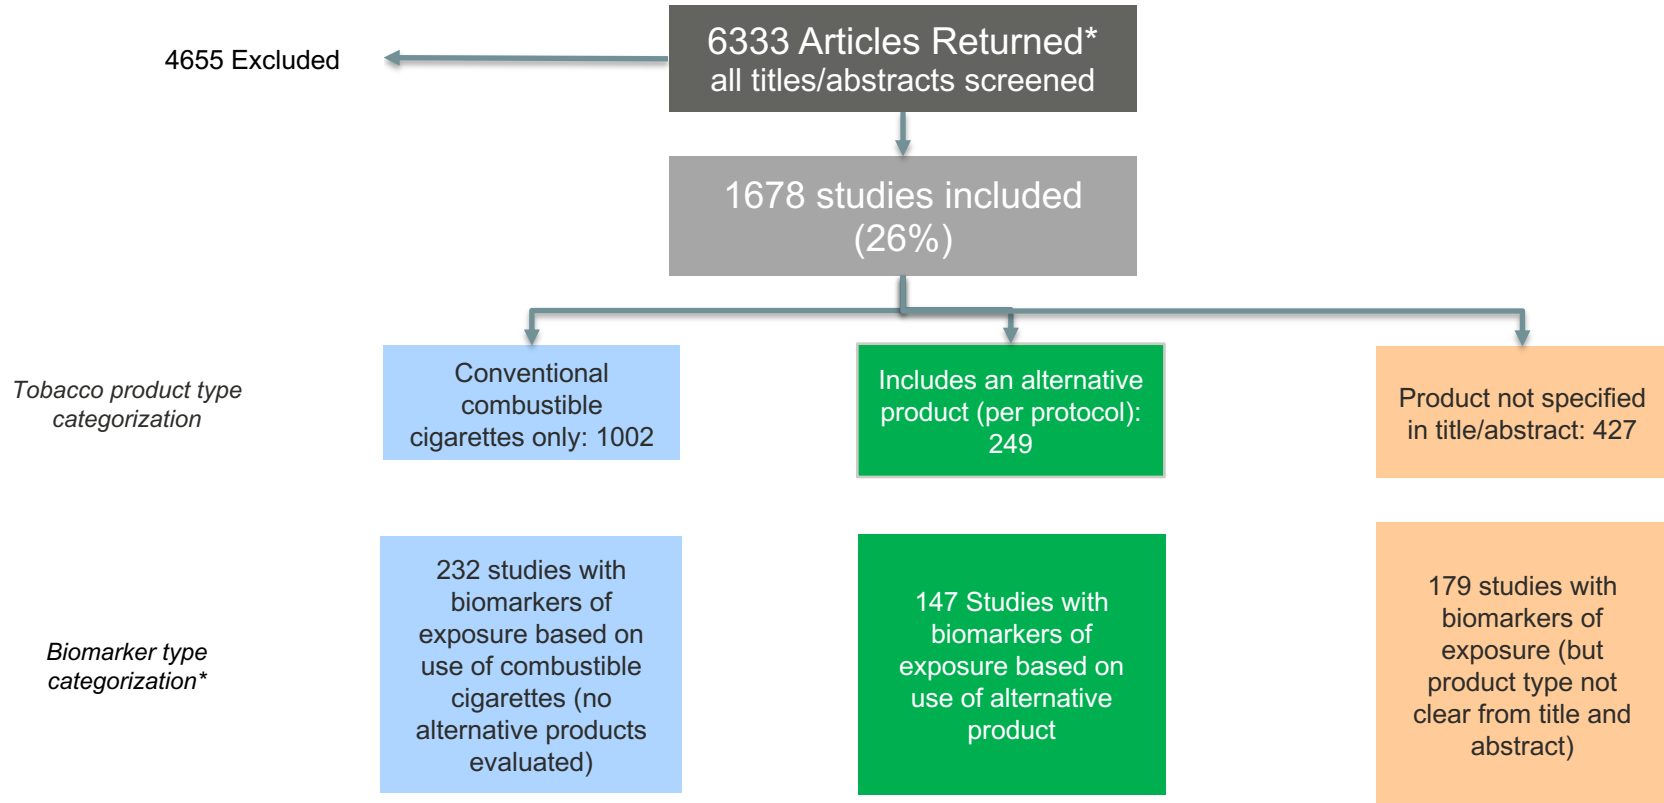 6333 Articles Returned*
all titles/abstracts screened
4655 Excluded
1678 studies included
(26%)
Tobacco product type
categorization
Conventional
combustible
cigarettes only: 1002
Includes an alternative
product (per protocol):
249
Product not specified
in title/abstract: 427
Biomarker type
categorization*
232 studies with
biomarkers of
exposure based on
use of combustible
cigarettes (no
alternative products
evaluated)
147 Studies with
biomarkers of
exposure based on
use of alternative
product
179 studies with
biomarkers of
exposure (but
product type not
clear from title and
abstract)